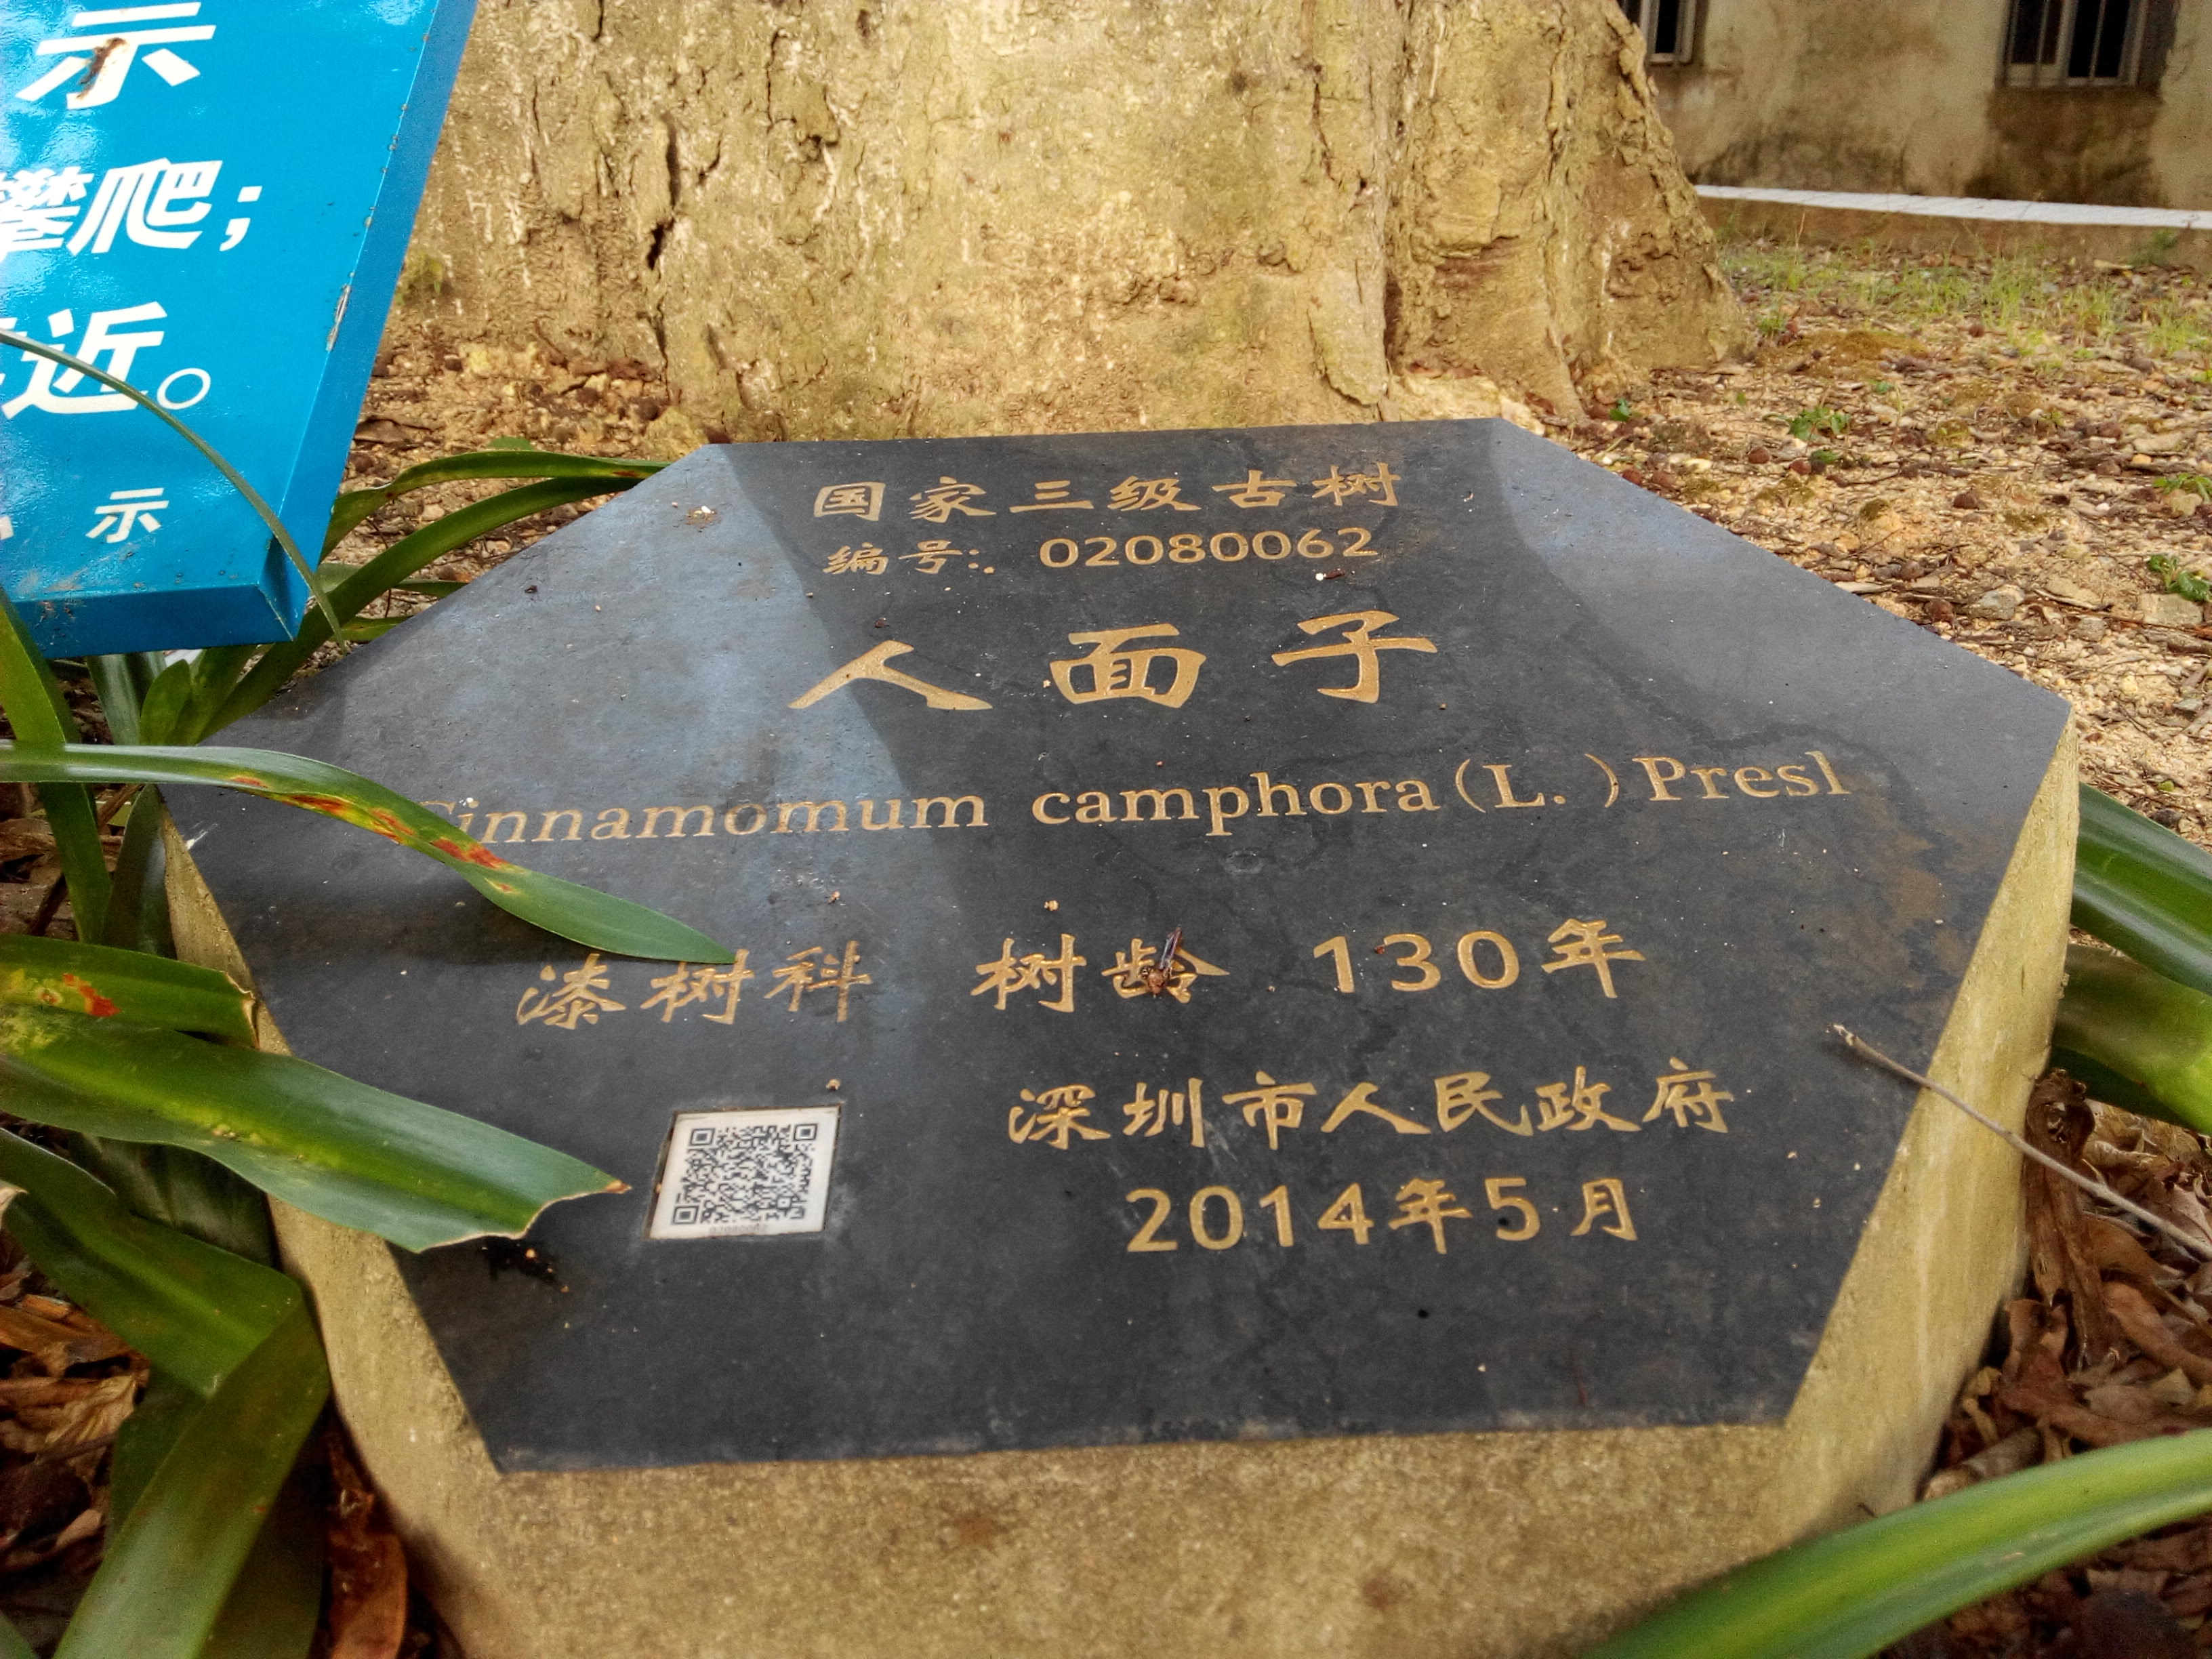 示
攀爬；
近。
示
国家三级古树
编号： 02080062
人面子
Cinnamomum camphora(L.)Presl
漆树科 树龄 130年
深圳市人民政府
2014年5月